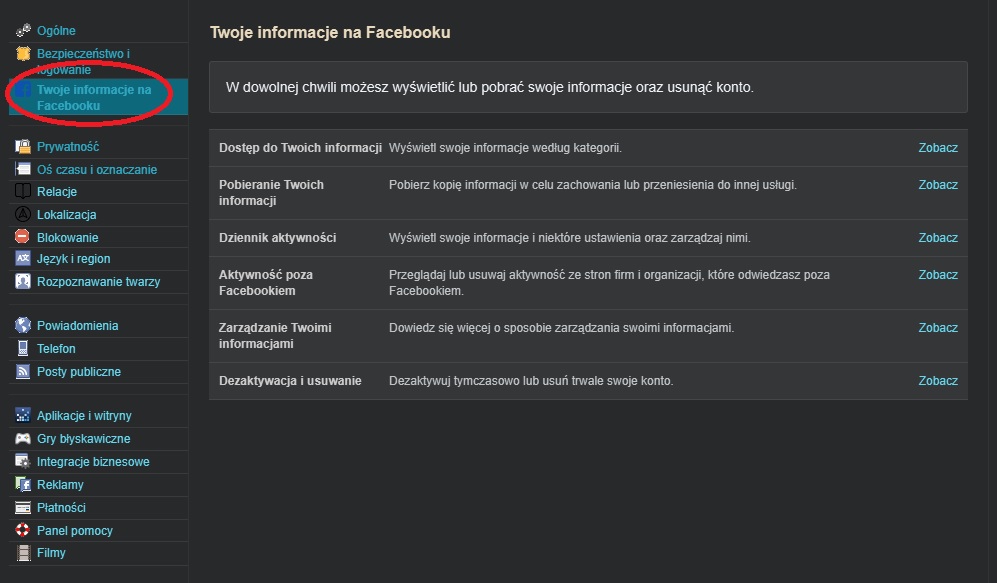 Ogólne
Bezpieczeństwo i
logowanie
Twoje informacje na
Facebooku
Prywatność
Oś czasu i oznaczanie
Relacje
Lokalizacja
Blokowanie
Język i region
Rozpoznawanie twarzy
Powiadomienia
Telefon
Posty publiczne
Aplikacje i witryny
Gry błyskawiczne
Integracje biznesowe
Reklamy
Płatności
Panel pomocy
Filmy
Twoje informacje na Facebooku
W dowolnej chwili możesz wyświetlić lub pobrać swoje informacje oraz usunąć konto.
Dostęp do Twoich informacji Wyświetl swoje informacje według kategorii. Zobacz
Pobieranie Twoich
informacji
Pobierz kopię informacji w celu zachowania lub przeniesienia do innej usługi. Zobacz
Dziennik aktywności Wyświetl swoje informacje i niektóre ustawienia oraz zarządzaj nimi. Zobacz
Aktywność poza
Facebookiem
Przeglądaj lub usuwaj aktywność ze stron firm i organizacji, które odwiedzasz poza
Facebookiem.
Zobacz
Zarządzanie Twoimi
informacjami
Dowiedz się więcej o sposobie zarządzania swoimi informacjami. Zobacz
Dezaktywacja i usuwanie Dezaktywuj tymczasowo lub usuń trwale swoje konto. Zobacz